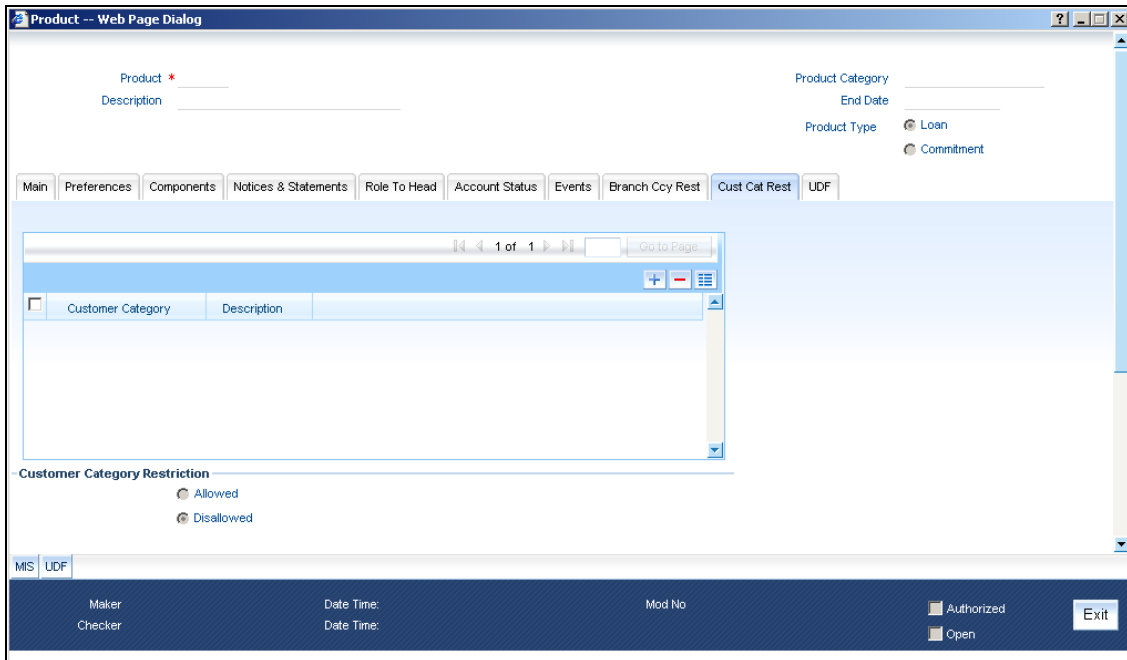 Product -- Web Page Dialog
Product *
Product Category
Description
End Date
Product Type
Loan
Commitment
Main
Preferences
Components
Notices & Statements
Role To Head
Account Status
Events
Branch Ccy Rest
Cust Cat Rest
UDF
1 of 1
Go to Page
Customer Category
Description
Customer Category Restriction
Allowed
Disallowed
MIS
UDF
Maker
Date Time:
Mod No
Authorized
Checker
Date Time:
Open
Exit